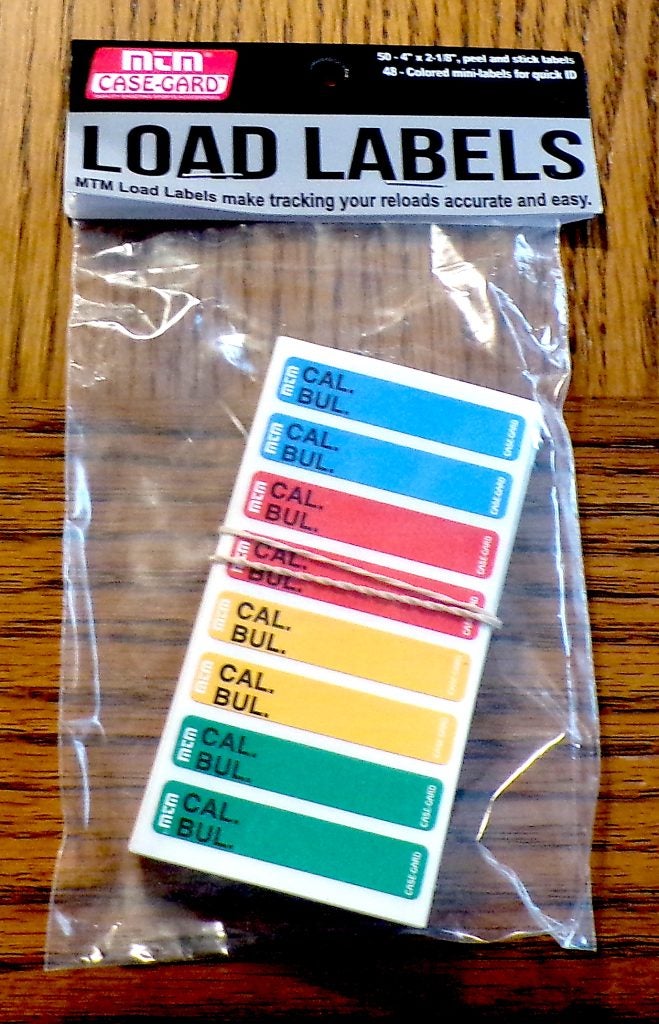 mtm
CASE-GARD™
50 - 4" x 2-1/8", peel and stick labels
48 - Colored mini-labels for quick ID
LOAD LABELS
MTM Load Labels make tracking your reloads accurate and easy.
mtm CAL.
BUL.
CASE-GARD
mtm CAL.
BUL.
CASE-GARD
mtm CAL.
BUL.
CASE-GARD
mtm CAL.
BUL.
CASE-GARD
mtm CAL.
BUL.
CASE-GARD
mtm CAL.
BUL.
CASE-GARD
mtm CAL.
BUL.
CASE-GARD
mtm CAL.
BUL.
CASE-GARD